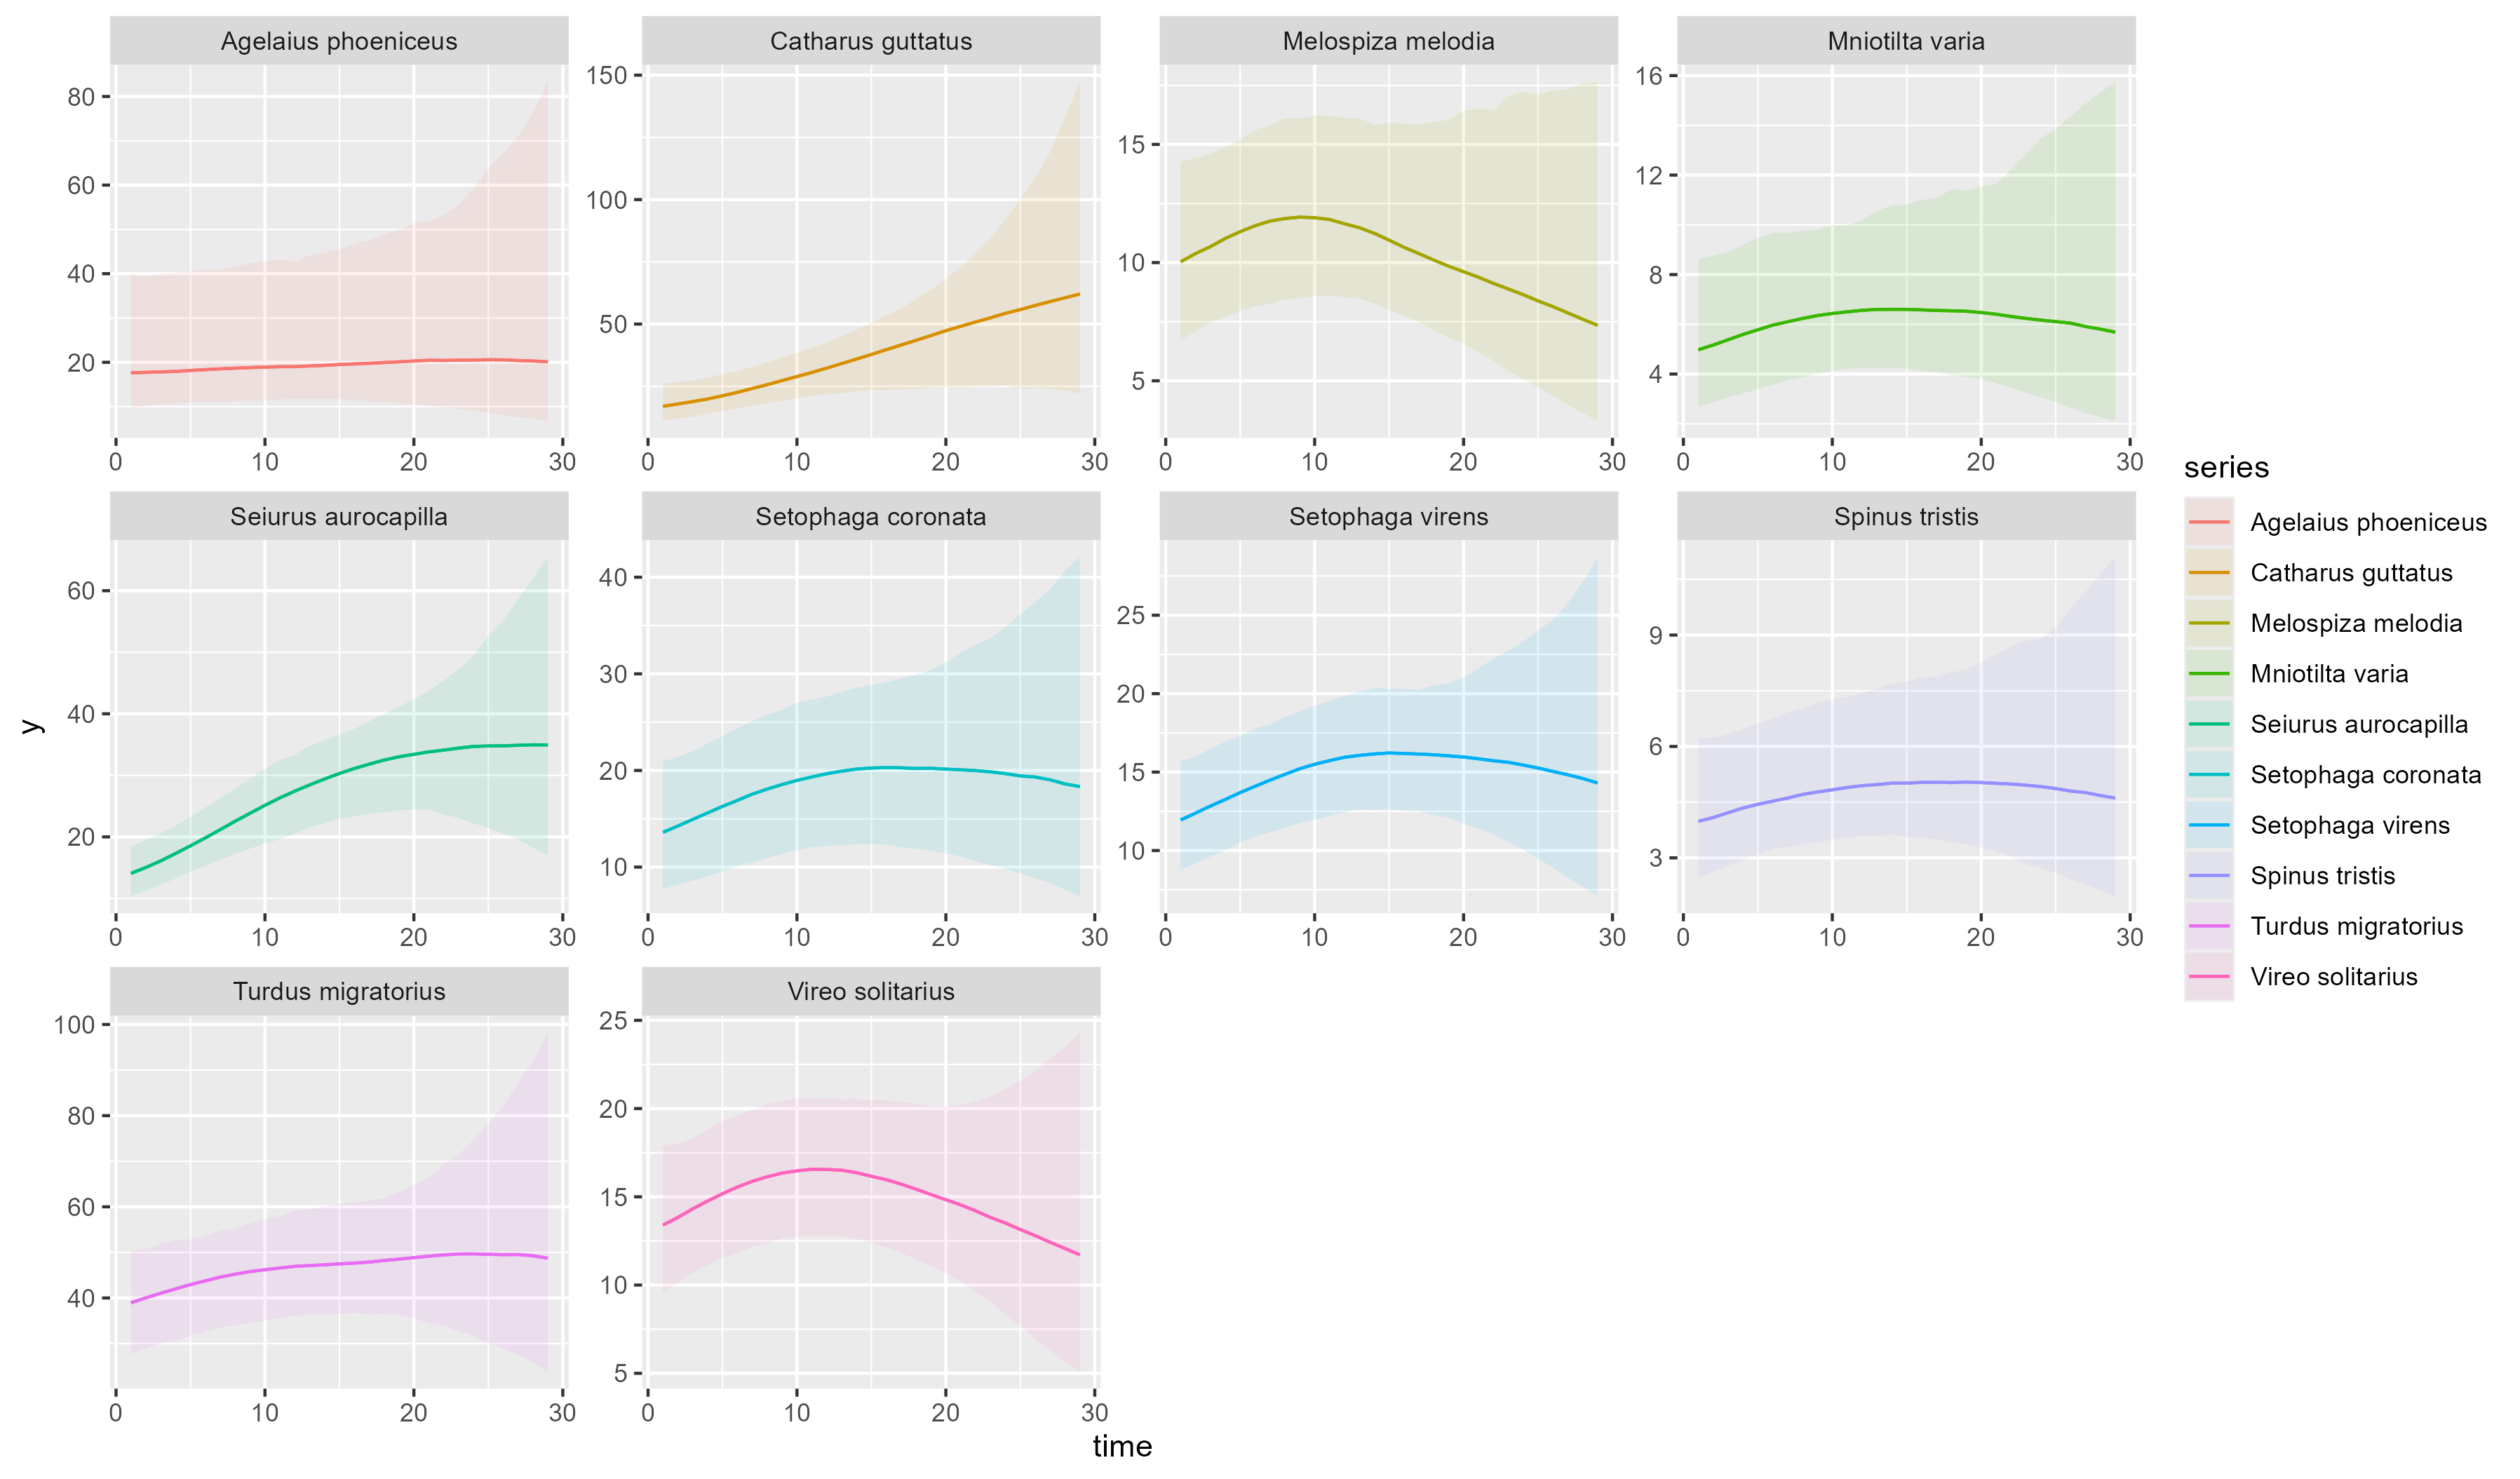 Agelaius phoeniceus Catharus guttatus Melospiza melodia Mniotilta varia
80 60 40 20
150 100 50
15 10 5
16 12 8 4
0 10 20 30 0 10 20 30 0 10 20 30 0 10 20 30
Seiurus aurocapilla Setophaga coronata Setophaga virens Spinus tristis
60 40 20
40 30 20 10
25 20 15 10
9 6 3
0 10 20 30 0 10 20 30 0 10 20 30 0 10 20 30
Turdus migratorius Vireo solitarius
100 80 60 40
25 20 15 10 5
0 10 20 30 0 10 20 30
y
time
series
Agelaius phoeniceus
Catharus guttatus
Melospiza melodia
Mniotilta varia
Seiurus aurocapilla
Setophaga coronata
Setophaga virens
Spinus tristis
Turdus migratorius
Vireo solitarius